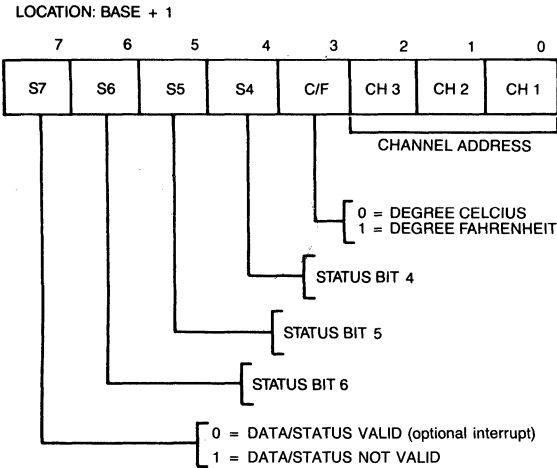 LOCATION: BASE + 1
7 6 5 4 3 2 1 0
S7 S6 S5 S4 C/F CH 3 CH 2 CH 1
CHANNEL ADDRESS
0 = DEGREE CELCIUS
1 = DEGREE FAHRENHEIT
STATUS BIT 4
STATUS BIT 5
STATUS BIT 6
0 = DATA/STATUS VALID (optional interrupt)
1 = DATA/STATUS NOT VALID